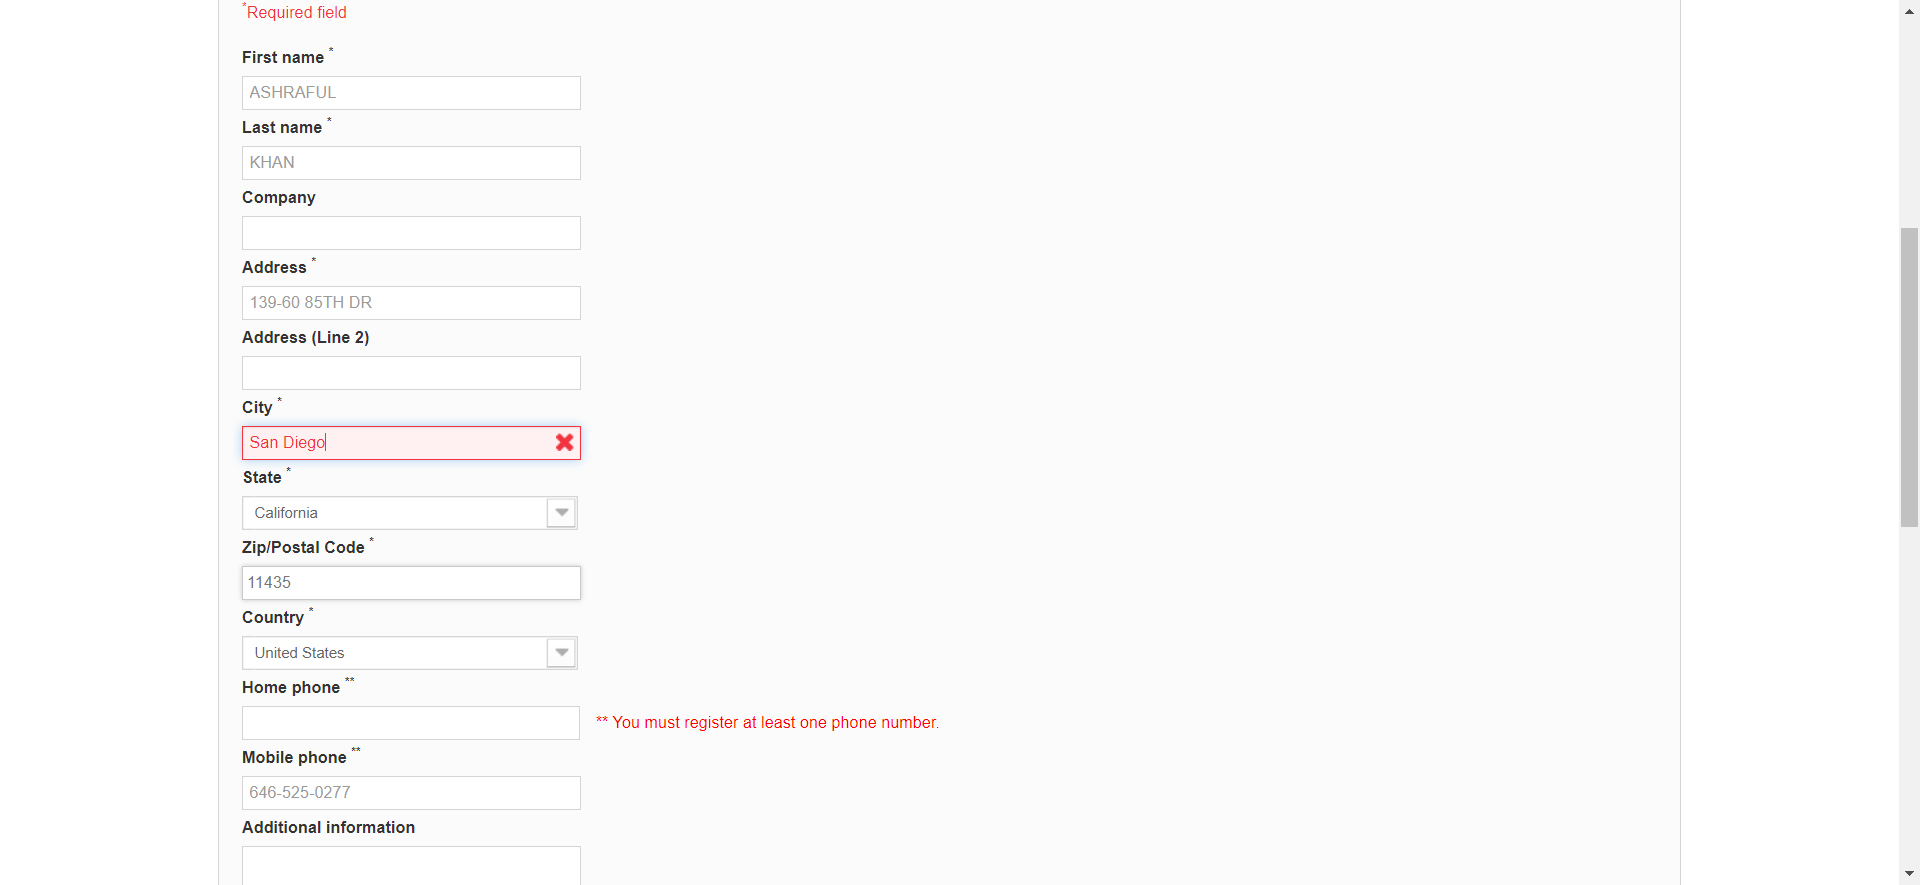 *Required field
First name *
ASHRAFUL
Last name *
KHAN
Company
Address *
139-60 85TH DR
Address (Line 2)
City *
San Diego
State *
California
Zip/Postal Code *
11435
Country *
United States
Home phone **
** You must register at least one phone number.
Mobile phone **
646-525-0277
Additional information